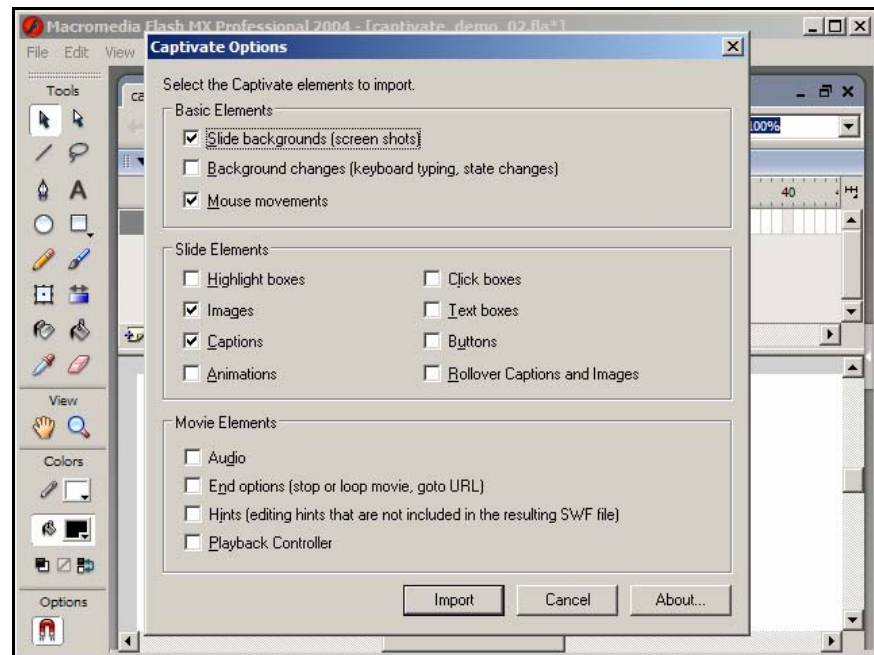 Macromedia Flash MX Professional 2004 - [captivate_demo_02.fla*]
File Edit View
Captivate Options
Tools
ca
Select the Captivate elements to import.
Basic Elements
Slide backgrounds (screen shots)
100%
Background changes (keyboard typing, state changes)
Mouse movements
40
Slide Elements
Highlight boxes
Click boxes
Images
Text boxes
Captions
Buttons
Animations
Rollover Captions and Images
View
Movie Elements
Colors
Audio
End options (stop or loop movie, goto URL)
Hints (editing hints that are not included in the resulting SWF file)
Playback Controller
Options
Import
Cancel
About...